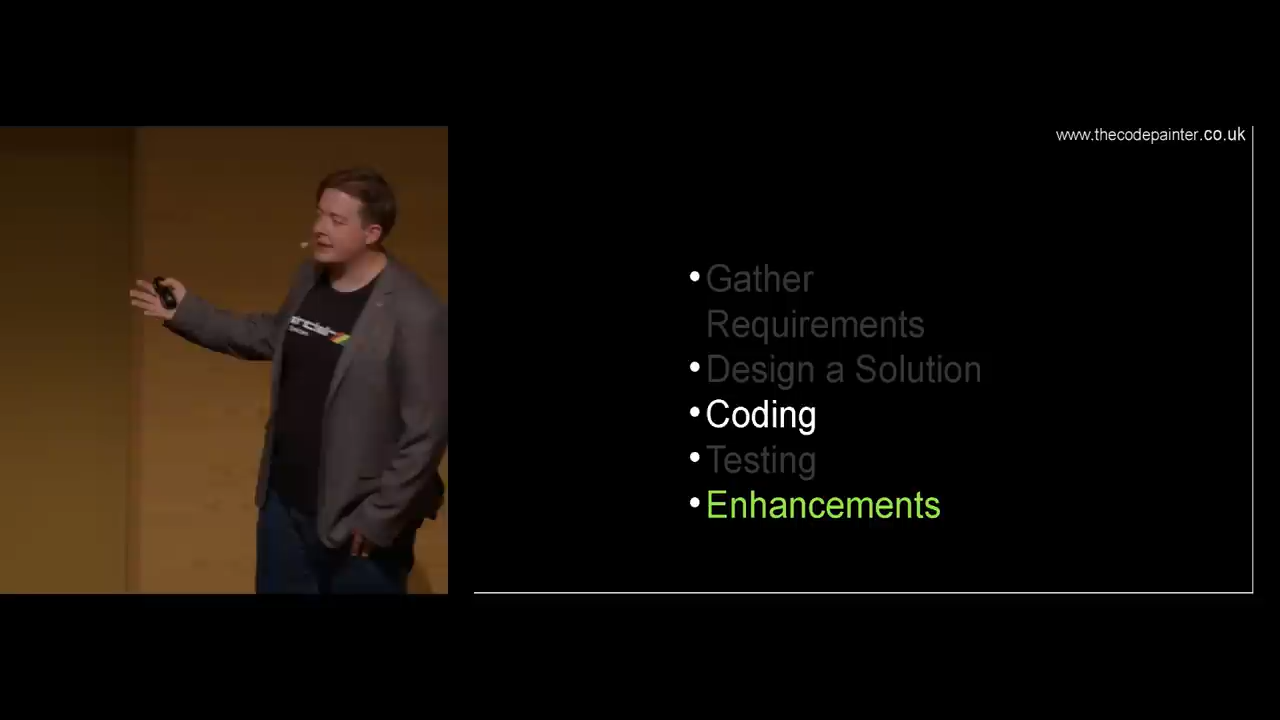 www.thecodepainter.co.uk
• Gather
Requirements
• Design a Solution
• Coding
• Testing
• Enhancements